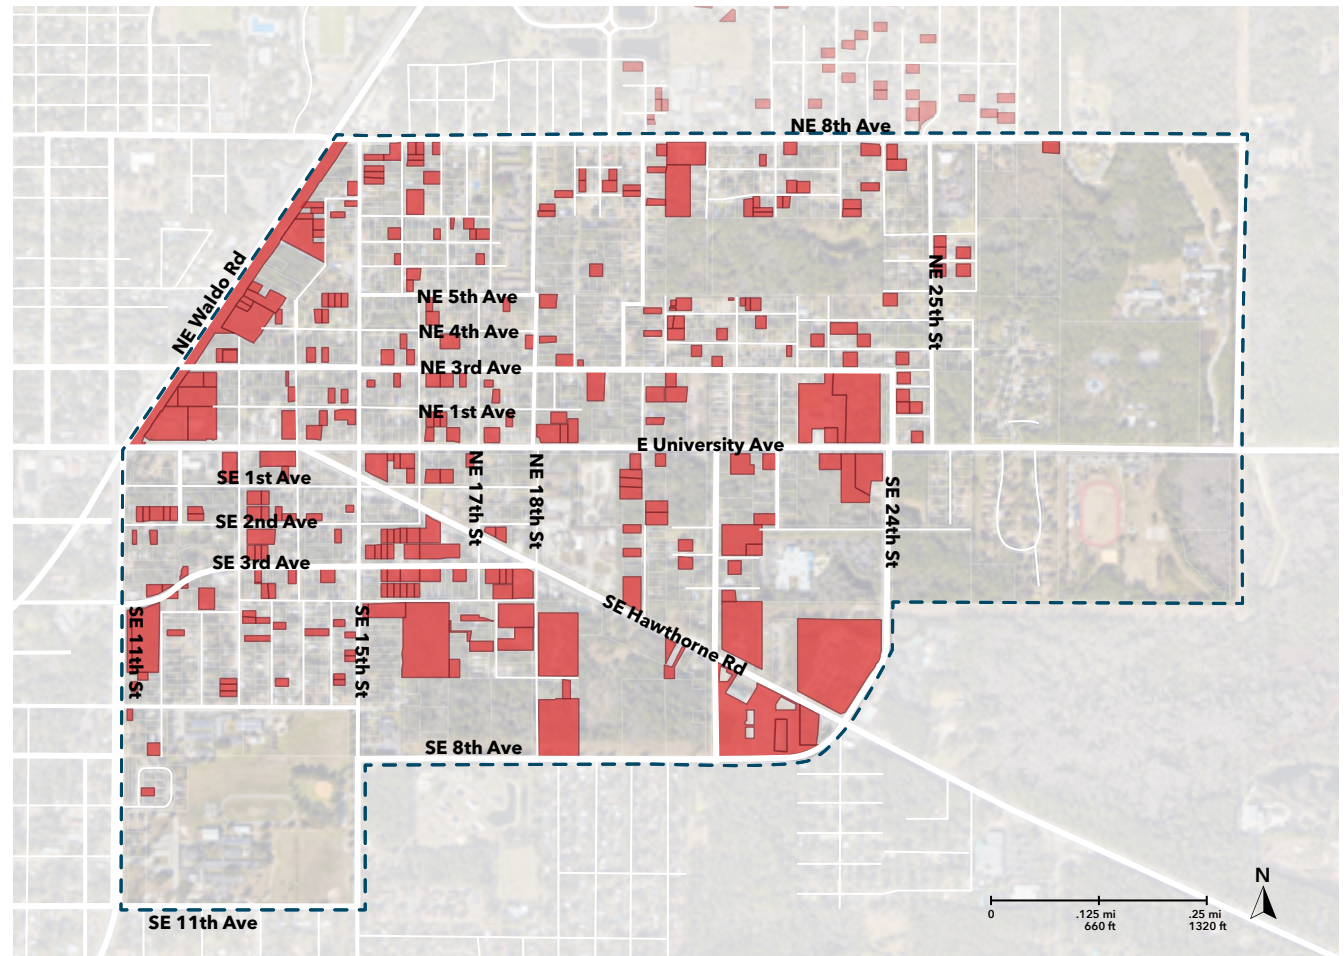 NE 8th Ave
NE Waldo Rd
NE 25th St
NE 5th Ave
NE 4th Ave
NE 3rd Ave
NE 1st Ave
E University Ave
SE 1st Ave
NE 17th St
NE 18th St
SE 24th St
SE 2nd Ave
SE 3rd Ave
SE 11th St
SE 15th St
SE Hawthorne Rd
SE 8th Ave
SE 11th Ave
N
0
.125 mi
660 ft
.25 mi
1320 ft